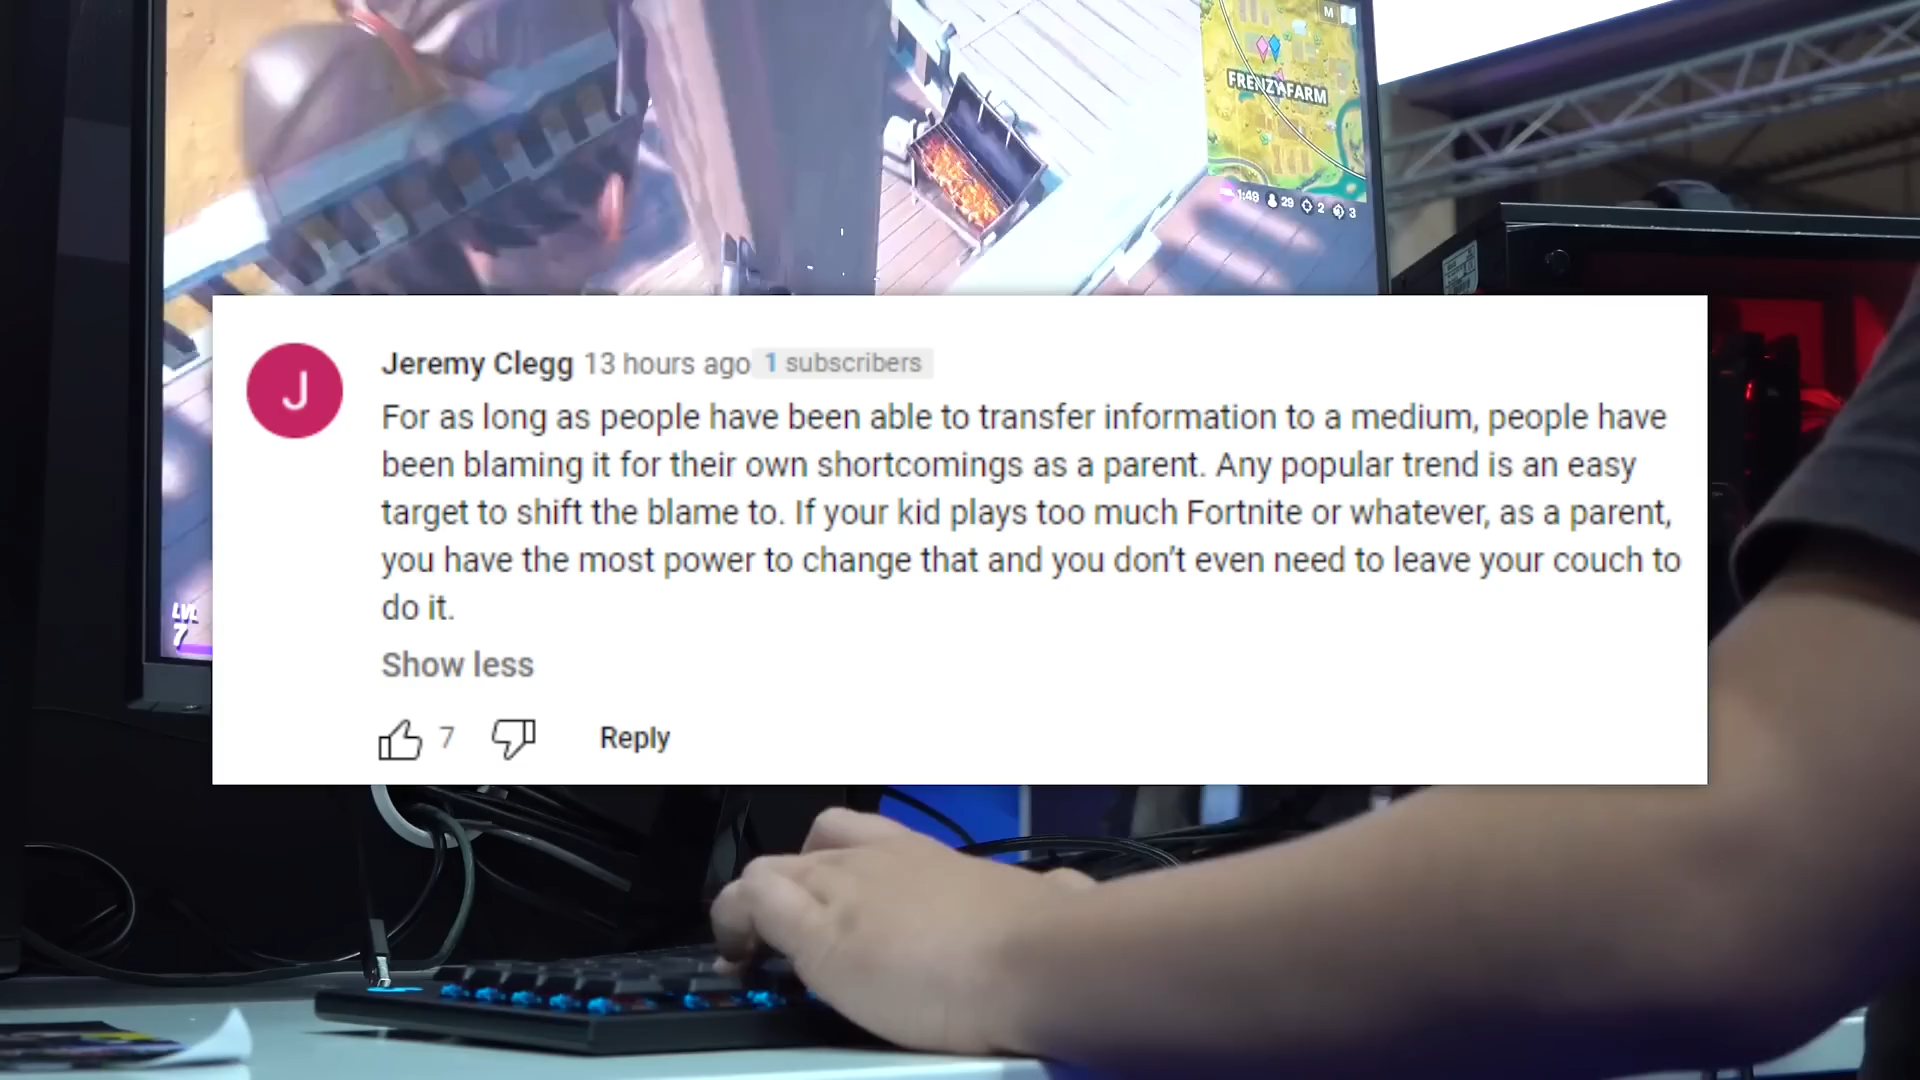 M
FRENZY FARM
1:49 29 2 3
J
Jeremy Clegg 13 hours ago 1 subscribers
For as long as people have been able to transfer information to a medium, people have
been blaming it for their own shortcomings as a parent. Any popular trend is an easy
target to shift the blame to. If your kid plays too much Fortnite or whatever, as a parent,
you have the most power to change that and you don’t even need to leave your couch to
do it.
Show less
7 Reply
LVL
7